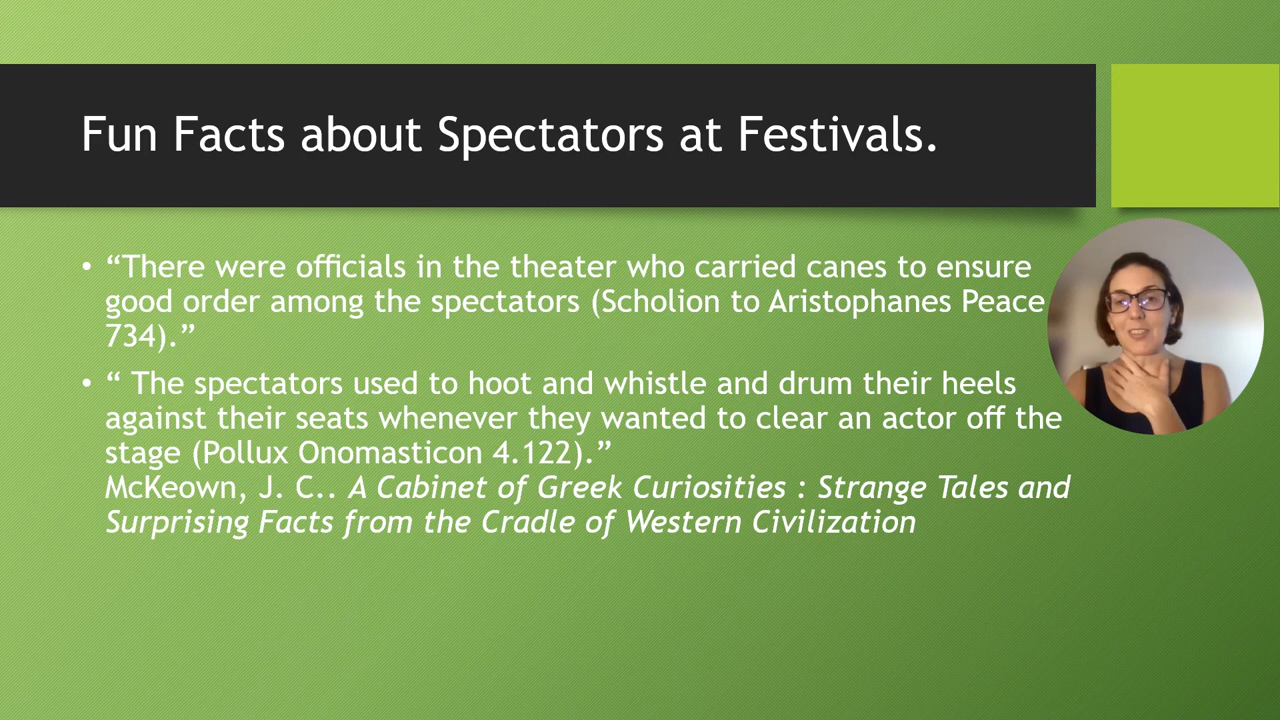 Fun Facts about Spectators at Festivals.
• “There were officials in the theater who carried canes to ensure
good order among the spectators (Scholion to Aristophanes Peace
734).”
• “ The spectators used to hoot and whistle and drum their heels
against their seats whenever they wanted to clear an actor off the
stage (Pollux Onomasticon 4.122).”
McKeown, J. C.. A Cabinet of Greek Curiosities : Strange Tales and
Surprising Facts from the Cradle of Western Civilization